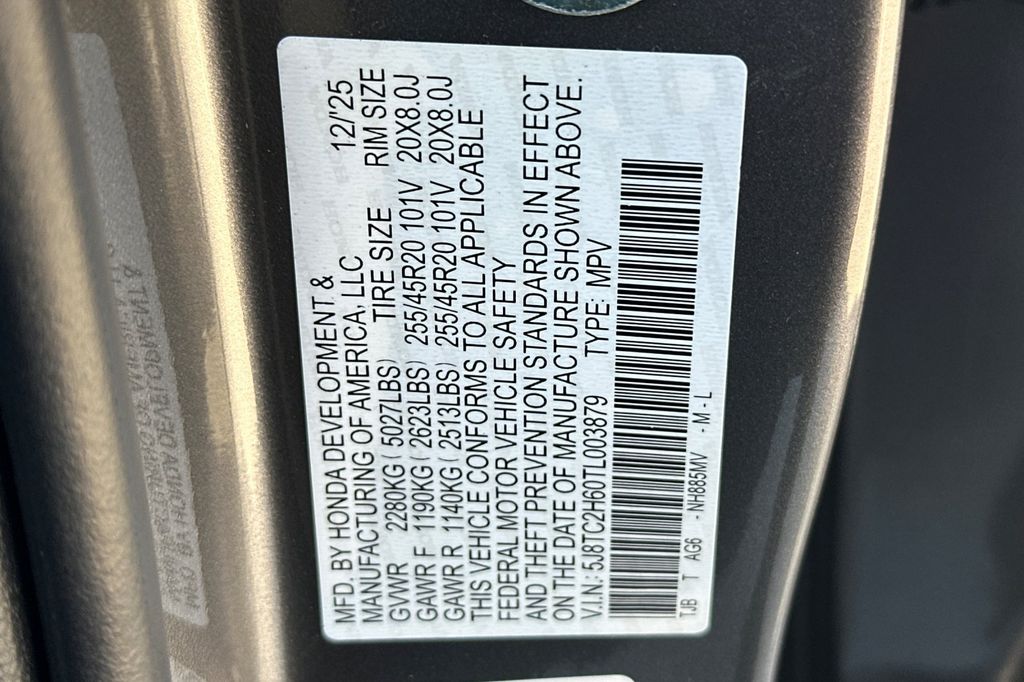 MFD. BY HONDA DEVELOPMENT &
MANUFACTURING OF AMERICA, LLC 12/'25
TIRE SIZE RIM SIZE
GVWR 2280KG ( 5027LBS)
GAWR F 1190KG ( 2623LBS) 255/45R20 101V 20X8.0J
GAWR R 1140KG ( 2513LBS) 255/45R20 101V 20X8.0J
THIS VEHICLE CONFORMS TO ALL APPLICABLE
FEDERAL MOTOR VEHICLE SAFETY
AND THEFT PREVENTION STANDARDS IN EFFECT
ON THE DATE OF MANUFACTURE SHOWN ABOVE.
V.I.N.: 5J8TC2H60TL003879 TYPE: MPV
TJB T AG6 - NH885MV - M - L